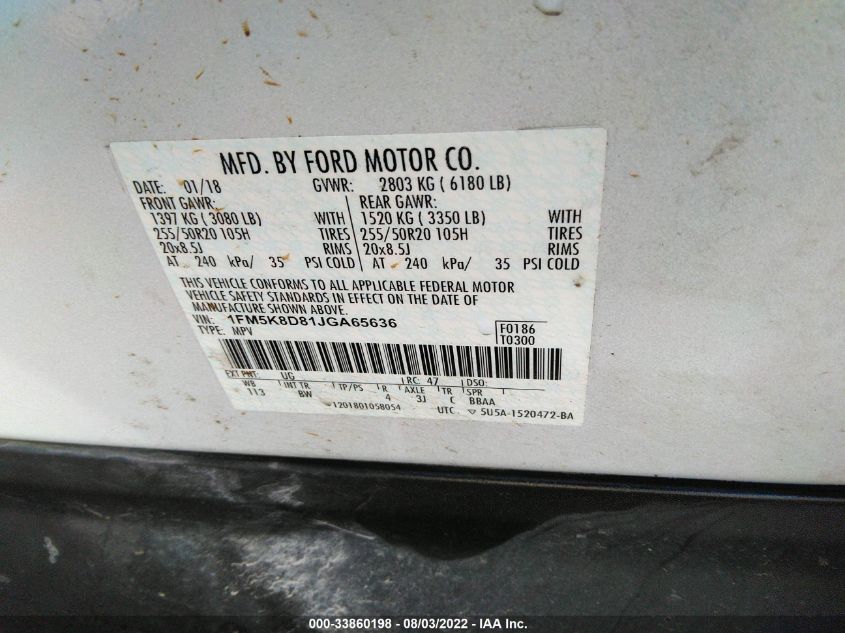 MFD. BY FORD MOTOR CO.
DATE: 01/18 GVWR: 2803 KG ( 6180 LB)
FRONT GAWR: REAR GAWR:
1397 KG ( 3080 LB) WITH 1520 KG ( 3350 LB) WITH
255/50R20 105H TIRES 255/50R20 105H TIRES
20x8.5J RIMS 20x8.5J RIMS
AT 240 kPa/ 35 PSI COLD AT 240 kPa/ 35 PSI COLD
THIS VEHICLE CONFORMS TO ALL APPLICABLE FEDERAL MOTOR
VEHICLE SAFETY STANDARDS IN EFFECT ON THE DATE OF
MANUFACTURE SHOWN ABOVE.
VIN: 1FM5K8D81JGA65636 F0186
TYPE: MPV T0300
EXT PNT: UG RC: 47 DSO:
WB INT TR TP/PS R AXLE TR SPR
113 BW 4 3J C BBAA
1201801058054 UTC ▽ 5U5A-1520472-BA
000-33860198 - 08/03/2022 - IAA Inc.